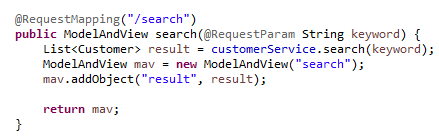 @RequestMapping("/search")
public ModelAndView search(@RequestParam String keyword) {
    List<Customer> result = customerService.search(keyword);
    ModelAndView mav = new ModelAndView("search");
    mav.addObject("result", result);

    return mav;
}